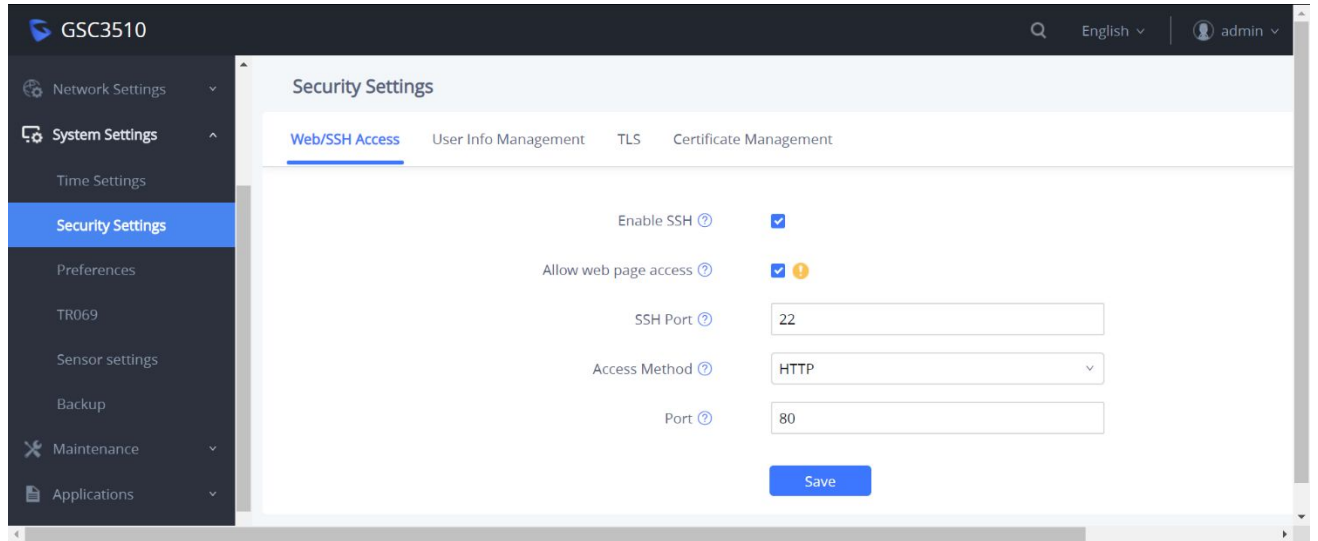 GSC3510
English
admin
Network Settings
System Settings
Time Settings
Security Settings
Preferences
TR069
Sensor settings
Backup
Maintenance
Applications
Security Settings
Web/SSH Access User Info Management TLS Certificate Management
Enable SSH
Allow web page access
SSH Port 22
Access Method HTTP
Port 80
Save